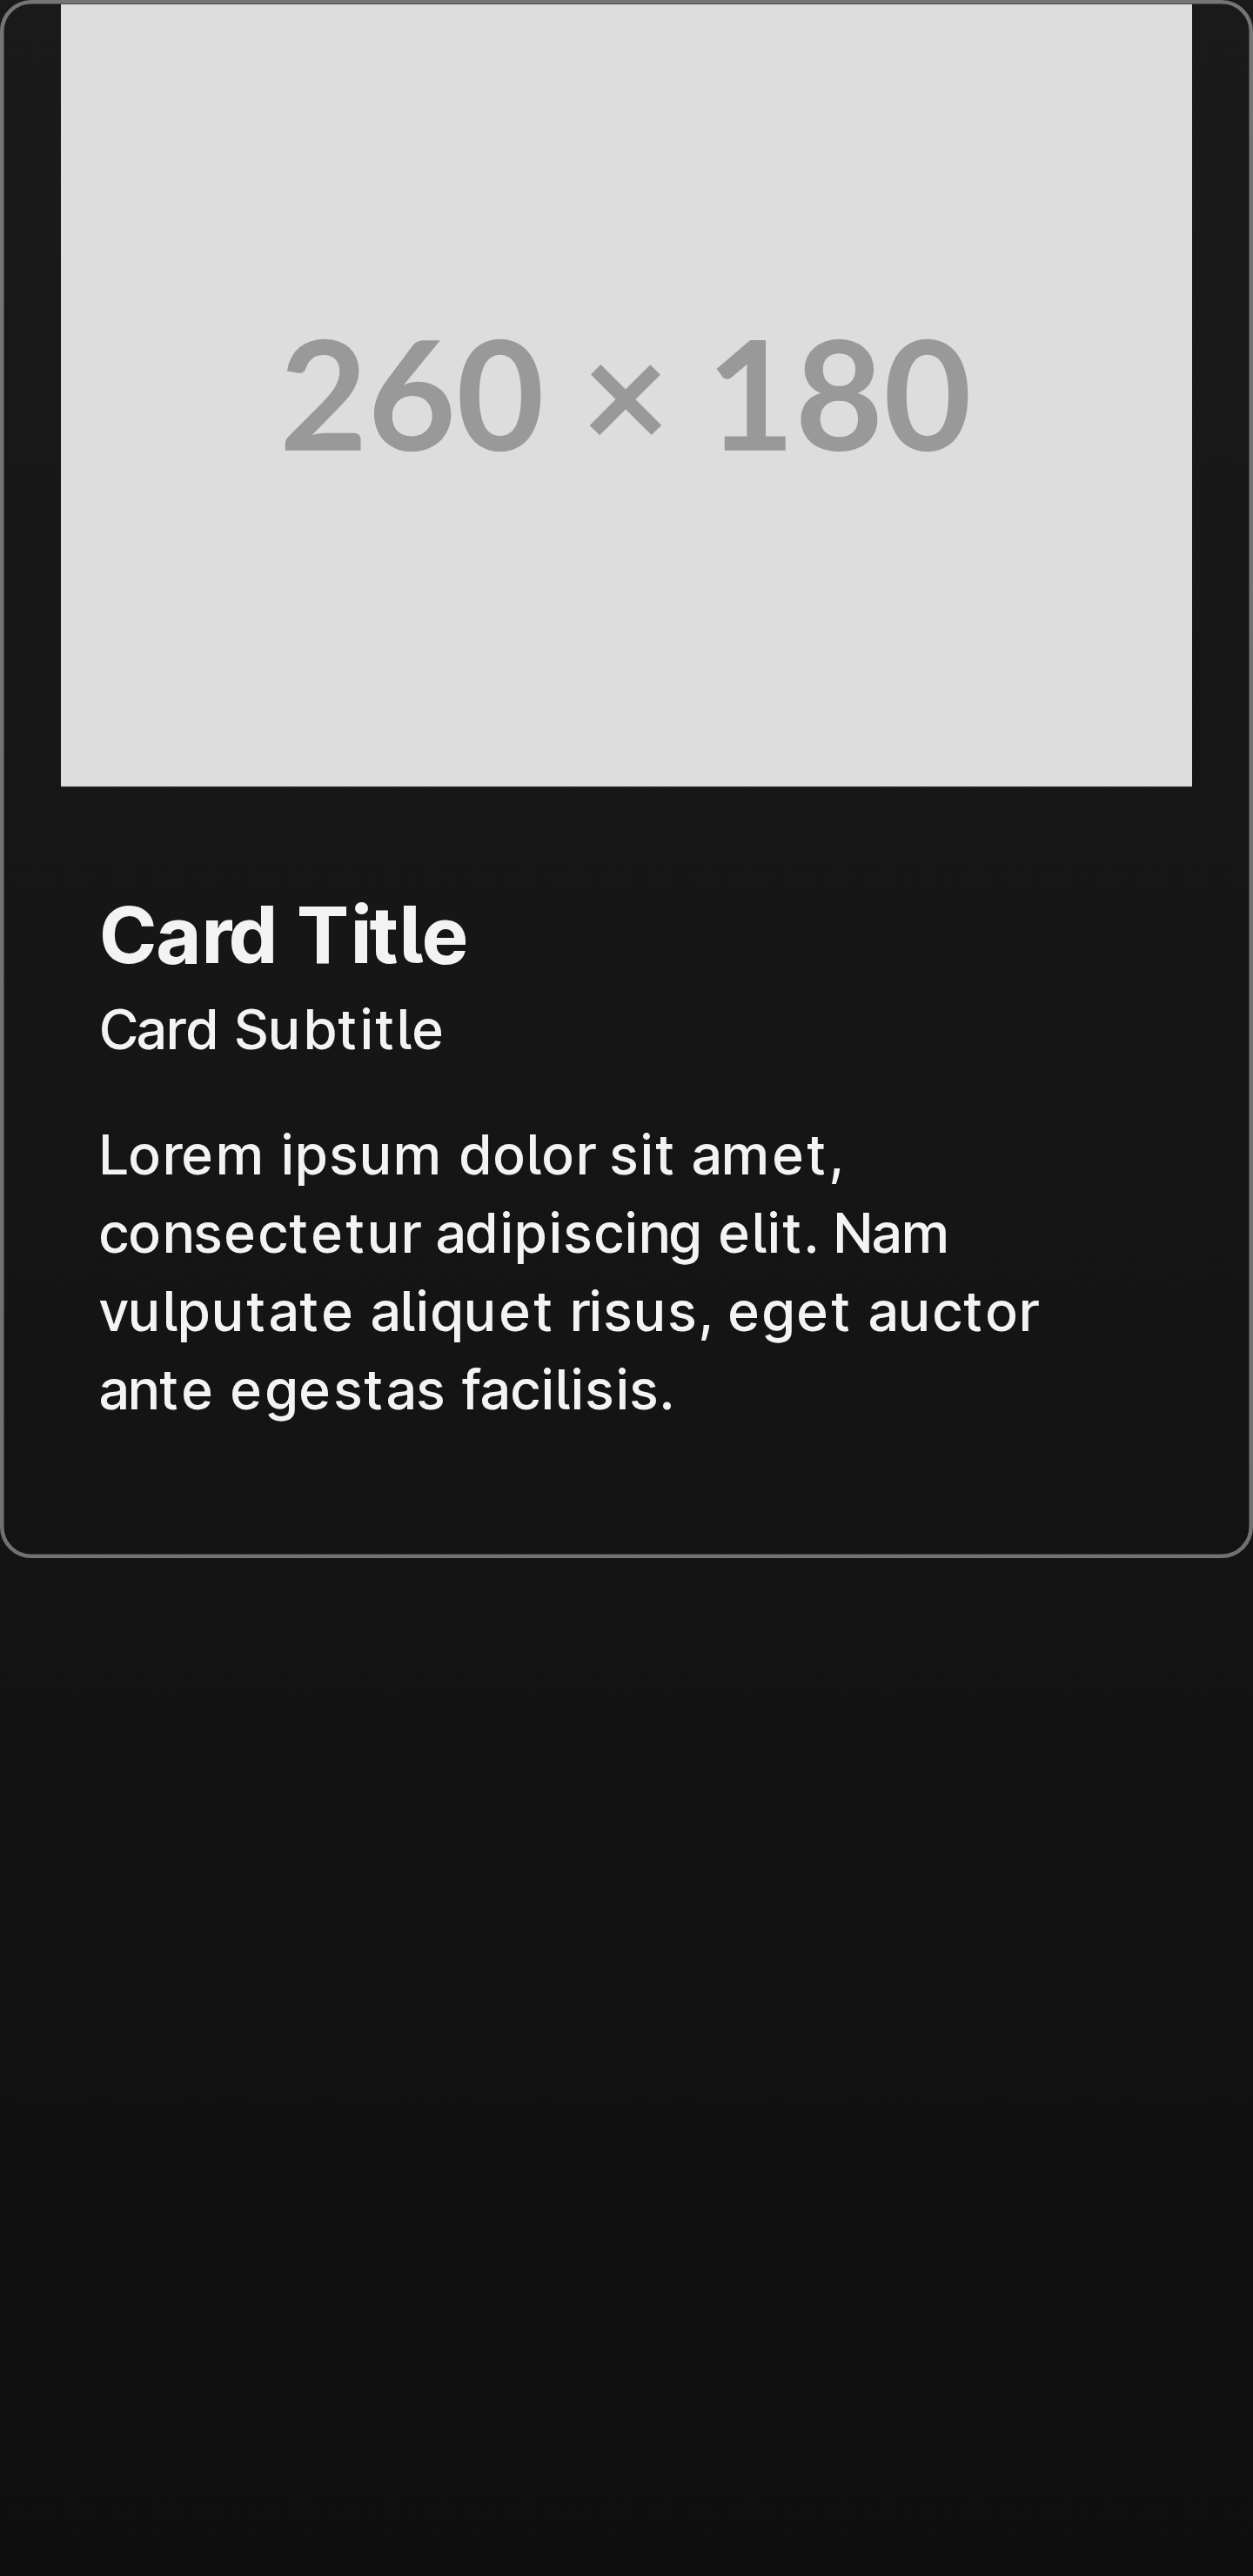 260 × 180
Card Title
Card Subtitle
Lorem ipsum dolor sit amet,
consectetur adipiscing elit. Nam
vulputate aliquet risus, eget auctor
ante egestas facilisis.